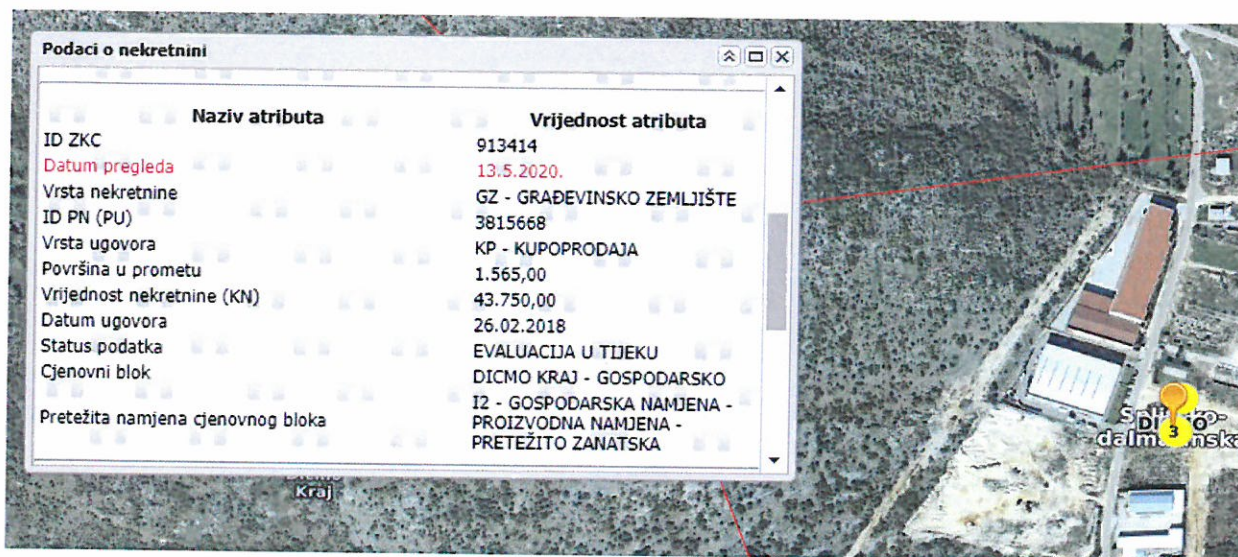 Podaci o nekretnini
Naziv atributa Vrijednost atributa
ID ZKC 913414
Datum pregleda 13.5.2020.
Vrsta nekretnine GZ - GRAĐEVINSKO ZEMLJIŠTE
ID PN (PU) 3815668
Vrsta ugovora KP - KUPOPRODAJA
Površina u prometu 1.565,00
Vrijednost nekretnine (KN) 43.750,00
Datum ugovora 26.02.2018
Status podatka EVALUACIJA U TIJEKU
Cjenovni blok DICMO KRAJ - GOSPODARSKO
Pretežita namjena cjenovnog bloka I2 - GOSPODARSKA NAMJENA -
PROIZVODNA NAMJENA -
PRETEŽITO ZANATSKA
Kraj
3